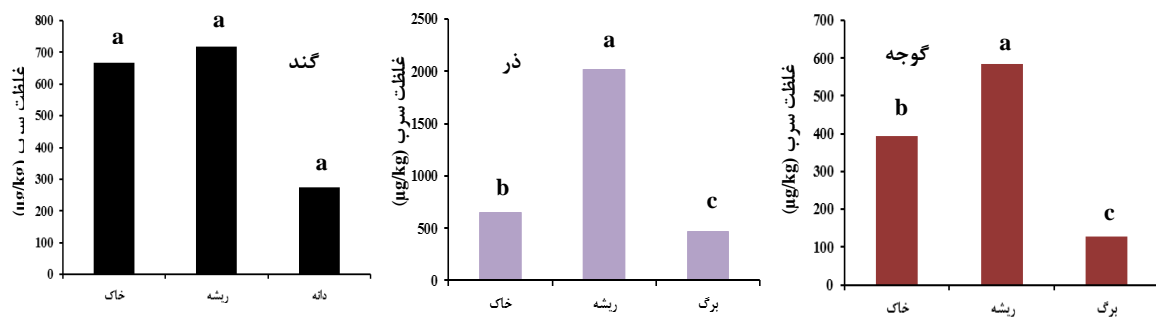 غلظت سرب (µg/kg)
800
700
600
500
400
300
200
100
0
a
a
a
گند
خاک
ریشه
دانه
غلظت سرب (µg/kg)
2500
2000
1500
1000
500
0
b
a
c
ذر
خاک
ریشه
برگ
غلظت سرب (µg/kg)
700
600
500
400
300
200
100
0
b
a
c
گوجه
خاک
ریشه
برگ